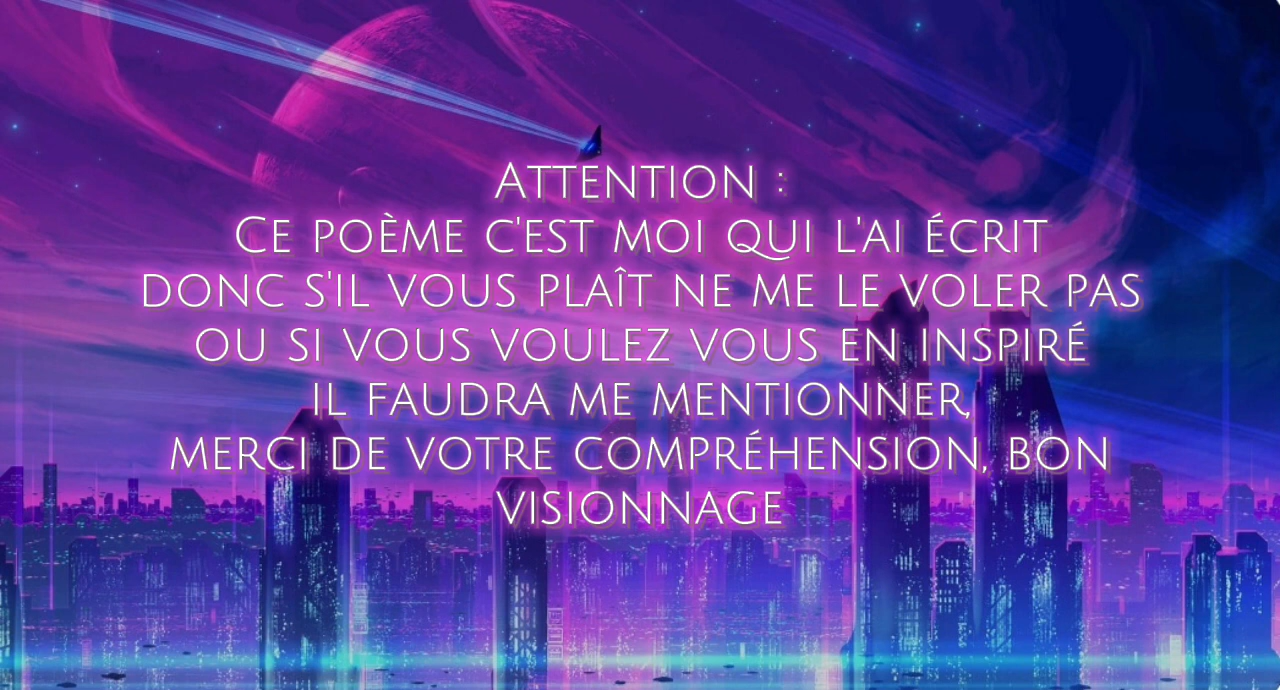 Attention :
Ce poème c'est moi qui l'ai écrit
donc s'il vous plaît ne me le voler pas
ou si vous voulez vous en inspiré
il faudra me mentionner,
merci de votre compréhension, bon
visionnage